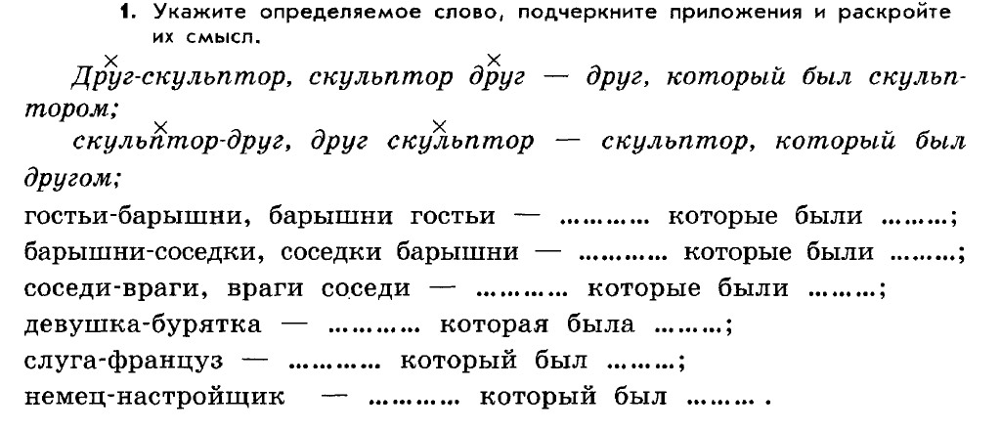 1. Укажите определяемое слово, подчеркните приложения и раскройте
их смысл.
Друг-скульптор, скульптор друг — друг, который был скульп-
тором;
скульптор-друг, друг скульптор — скульптор, который был
другом;
гостьи-барышни, барышни гостьи — ............ которые были .........;
барышни-соседки, соседки барышни — ............ которые были .........;
соседи-враги, враги соседи — ............ которые были .........;
девушка-бурятка — ............ которая была .........;
слуга-француз — ............ который был .........;
немец-настройщик — ............ который был ......... .